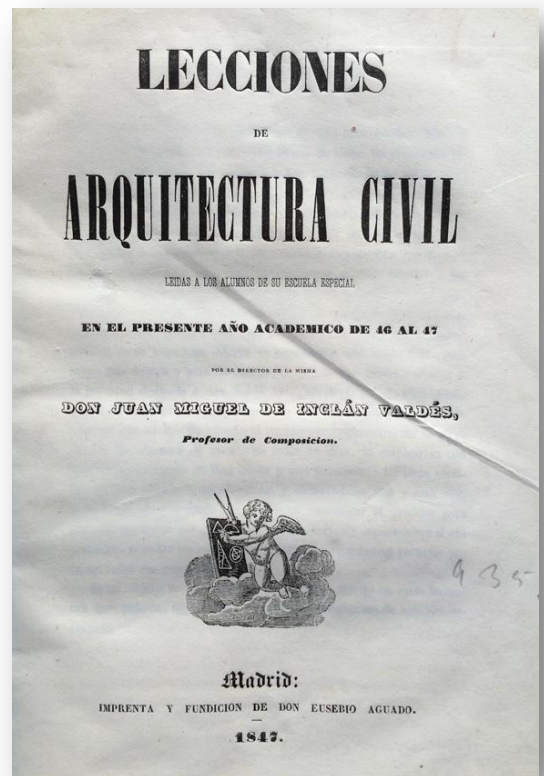 LECCIONES
DE
ARQUITECTURA CIVIL
LEIDAS A LOS ALUMNOS DE SU ESCUELA ESPECIAL
EN EL PRESENTE AÑO ACADEMICO DE 46 AL 47
POR EL DIRECTOR DE LA MISMA
DON JUAN MIGUEL DE INCLÁN VALDÉS,
Profesor de Composicion.
935
Madrid:
IMPRENTA Y FUNDICION DE DON EUSEBIO AGUADO.
1847.